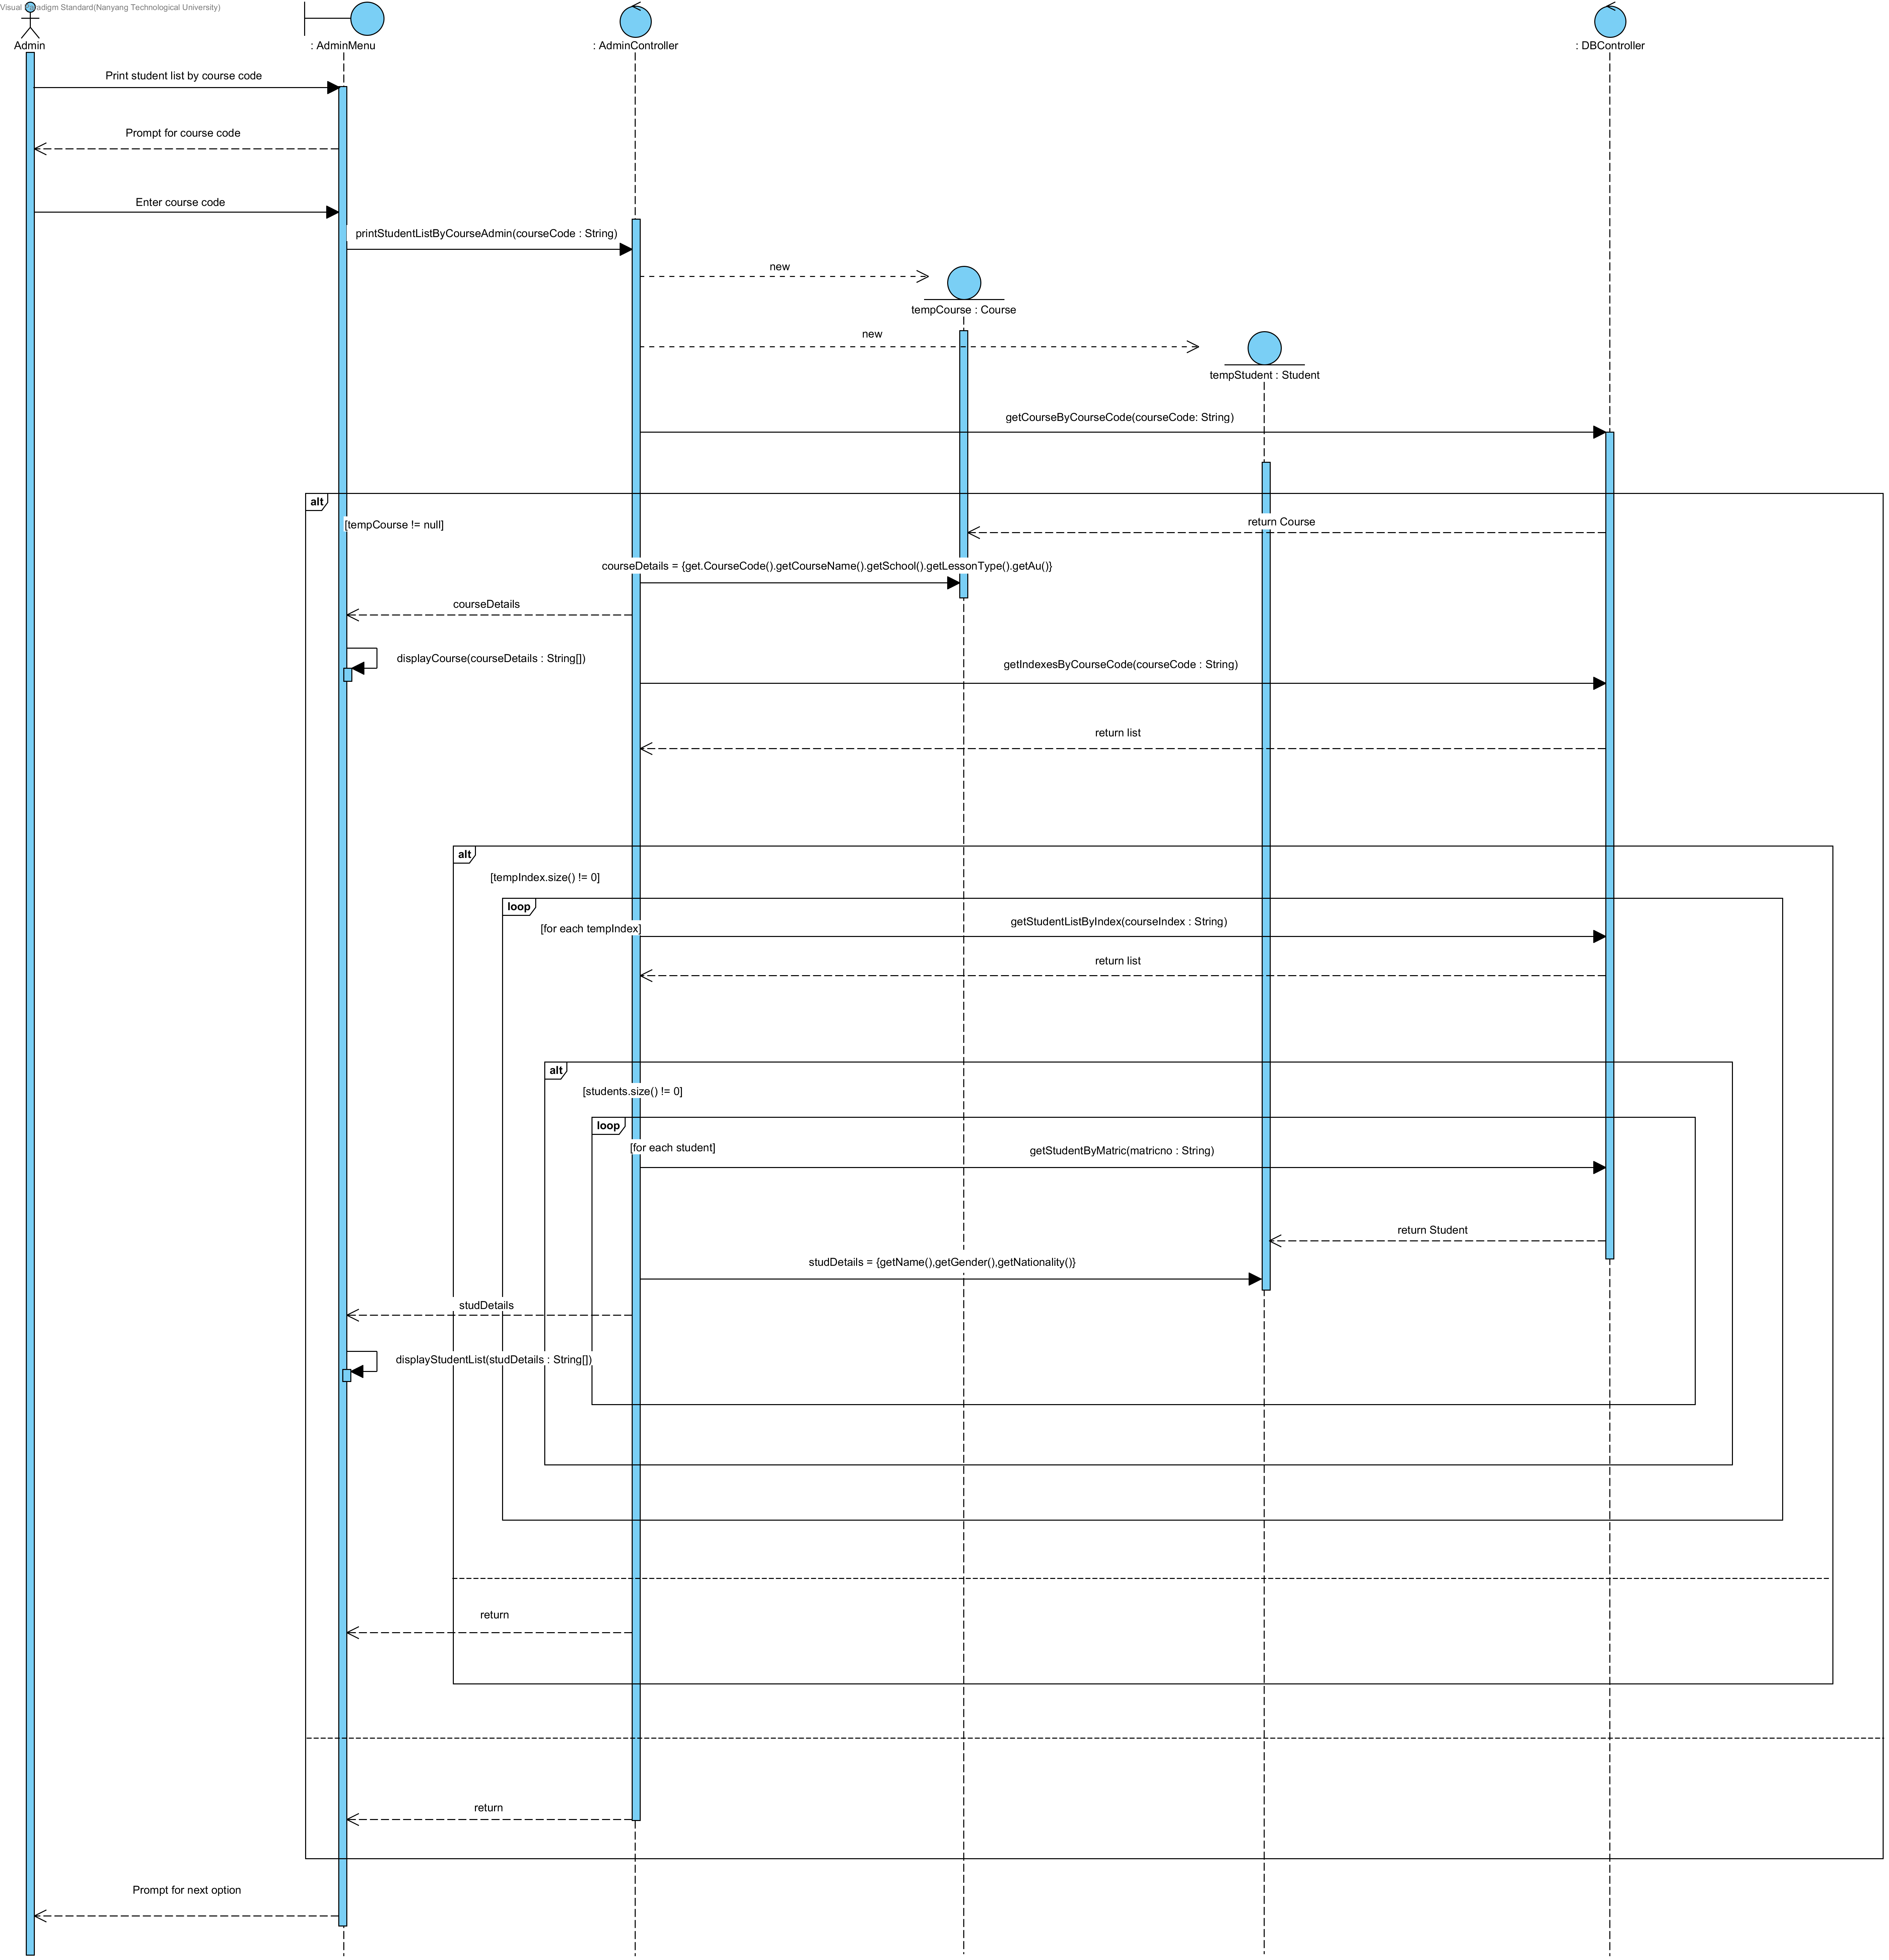 Visual Paradigm Standard(Nanyang Technological University)
Admin
: AdminMenu
: AdminController
: DBController
Print student list by course code
Prompt for course code
Enter course code
printStudentListByCourseAdmin(courseCode : String)
new
tempCourse : Course
new
tempStudent : Student
getCourseByCourseCode(courseCode: String)
alt
[tempCourse != null]
return Course
courseDetails = {get.CourseCode().getCourseName().getSchool().getLessonType().getAu()}
courseDetails
displayCourse(courseDetails : String[])
getIndexesByCourseCode(courseCode : String)
return list
alt
[tempIndex.size() != 0]
loop
[for each tempIndex]
getStudentListByIndex(courseIndex : String)
return list
alt
[students.size() != 0]
loop
[for each student]
getStudentByMatric(matricno : String)
return Student
studDetails = {getName(),getGender(),getNationality()}
studDetails
displayStudentList(studDetails : String[])
return
return
Prompt for next option